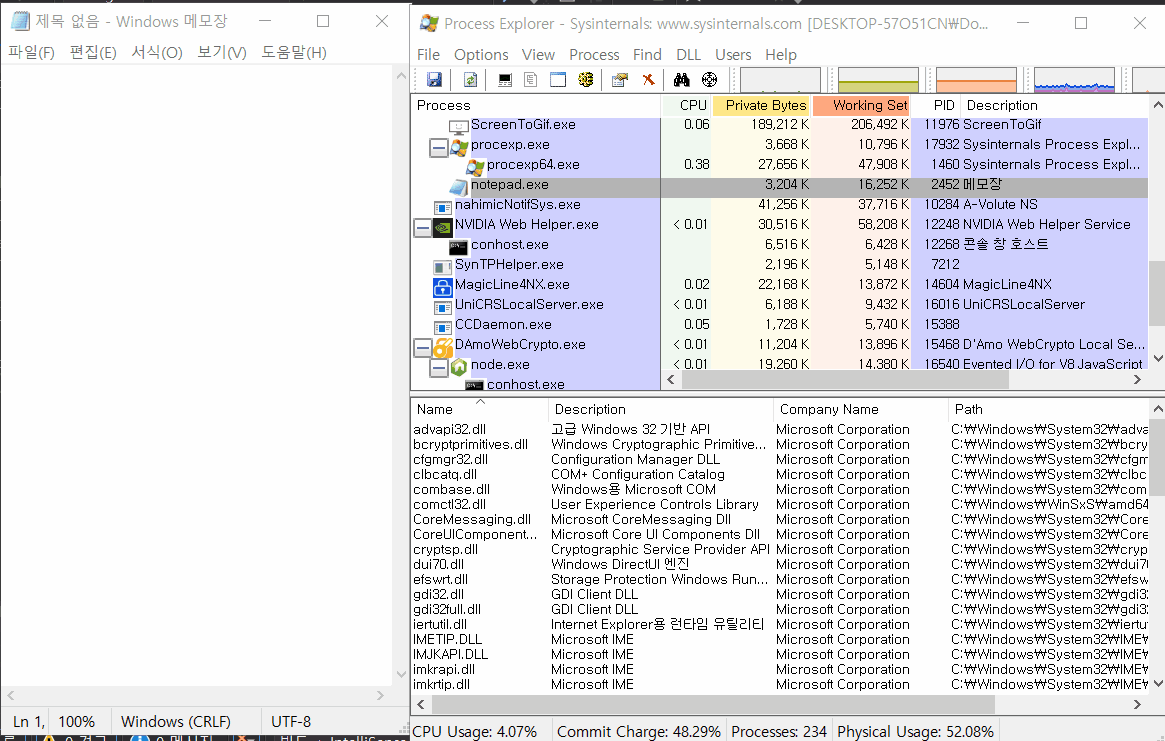 제목 없음 - Windows 메모장
파일(F) 편집(E) 서식(O) 보기(V) 도움말(H)
Ln 1, 100% Windows (CRLF) UTF-8
Process Explorer - Sysinternals: www.sysinternals.com [DESKTOP-57O51CN₩Do...
File Options View Process Find DLL Users Help
Process CPU Private Bytes Working Set PID Description
ScreenToGif.exe 0.06 189,212 K 206,492 K 11976 ScreenToGif
procexp.exe 3,668 K 10,796 K 17932 Sysinternals Process Expl...
procexp64.exe 0.38 27,656 K 47,908 K 1460 Sysinternals Process Expl...
notepad.exe 3,204 K 16,252 K 2452 메모장
nahimicNotifSys.exe 41,256 K 37,716 K 10284 A-Volute NS
NVIDIA Web Helper.exe < 0.01 30,516 K 58,208 K 12248 NVIDIA Web Helper Service
conhost.exe 6,516 K 6,428 K 12268 콘솔 창 호스트
SynTPHelper.exe 2,196 K 5,148 K 7212
MagicLine4NX.exe 0.02 22,168 K 13,872 K 14604 MagicLine4NX
UniCRSLocalServer.exe < 0.01 6,188 K 9,432 K 16016 UniCRSLocalServer
CCDaemon.exe 0.05 1,728 K 5,740 K 15388
DAmoWebCrypto.exe < 0.01 11,204 K 13,896 K 15468 D'Amo WebCrypto Local Se...
node.exe < 0.01 19,260 K 14,380 K 16540 Evented I/O for V8 JavaScript
conhost.exe
Name Description Company Name Path
advapi32.dll 고급 Windows 32 기반 API Microsoft Corporation C:₩Windows₩System32₩adva
bcryptprimitives.dll Windows Cryptographic Primitive... Microsoft Corporation C:₩Windows₩System32₩bcry
cfgmgr32.dll Configuration Manager DLL Microsoft Corporation C:₩Windows₩System32₩cfgm
clbcatq.dll COM+ Configuration Catalog Microsoft Corporation C:₩Windows₩System32₩clbc
combase.dll Windows용 Microsoft COM Microsoft Corporation C:₩Windows₩System32₩com
comctl32.dll User Experience Controls Library Microsoft Corporation C:₩Windows₩WinSxS₩amd64
CoreMessaging.dll Microsoft CoreMessaging Dll Microsoft Corporation C:₩Windows₩System32₩Core
CoreUIComponent... Microsoft Core UI Components Dll Microsoft Corporation C:₩Windows₩System32₩Core
cryptsp.dll Cryptographic Service Provider API Microsoft Corporation C:₩Windows₩System32₩cryp
dui70.dll Windows DirectUI 엔진 Microsoft Corporation C:₩Windows₩System32₩dui7
efswrt.dll Storage Protection Windows Run... Microsoft Corporation C:₩Windows₩System32₩efsw
gdi32.dll GDI Client DLL Microsoft Corporation C:₩Windows₩System32₩gdi3
gdi32full.dll GDI Client DLL Microsoft Corporation C:₩Windows₩System32₩gdi3
iertutil.dll Internet Explorer용 런타임 유틸리티 Microsoft Corporation C:₩Windows₩System32₩iertu
IMETIP.DLL Microsoft IME Microsoft Corporation C:₩Windows₩System32₩IME₩
IMJKAPI.DLL Microsoft IME Microsoft Corporation C:₩Windows₩System32₩IME₩
imkrapi.dll Microsoft IME Microsoft Corporation C:₩Windows₩System32₩IME₩
imkrtip.dll Microsoft IME Microsoft Corporation C:₩Windows₩System32₩IME₩
CPU Usage: 4.07% Commit Charge: 48.29% Processes: 234 Physical Usage: 52.08%